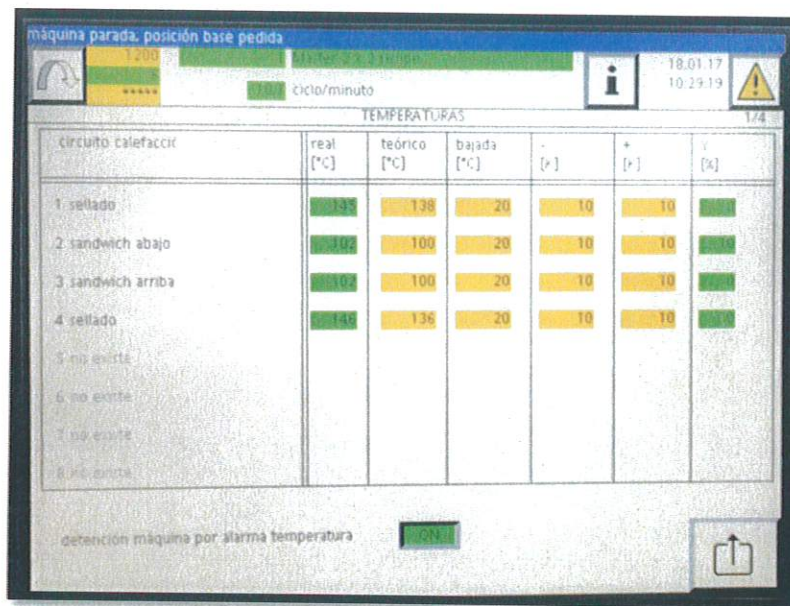 máquina parada, posición base pedida
1200
18.01.17
ciclo/minuto
10:29:19
TEMPERATURAS 1/4
circuito calefacció real teórico bajada - +
[°C] [°C] [°C] [%]
1 sellado 145 138 20 10 10
2 sandwich abajo 102 100 20 10 10
3 sandwich arriba 102 100 20 10 10
4 sellado 146 136 20 10 10
5 no existe
6 no existe
7 no existe
8 no existe
detención máquina por alarma temperatura ON